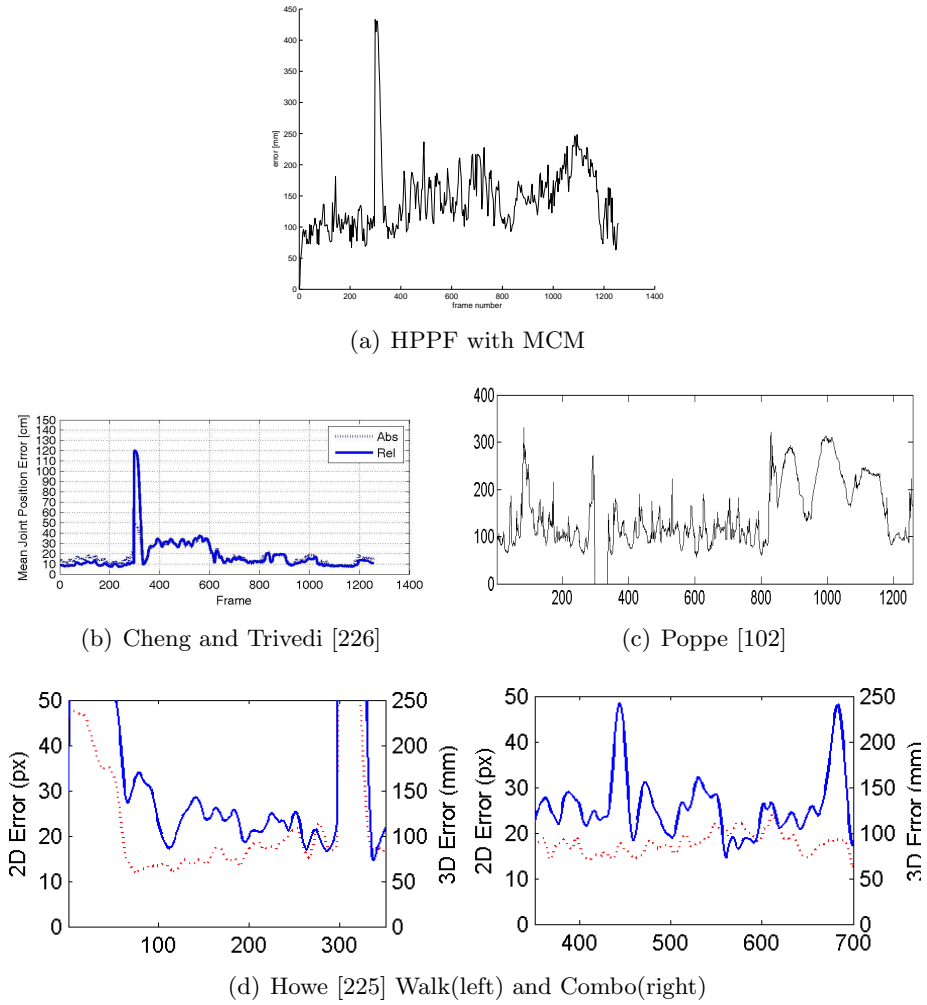 450
400
350
300
250
200
150
100
50
0
error [mm]
0 200 400 600 800 1000 1200 1400
frame number
(a) HPPF with MCM
150
140
130
120
110
100
90
80
70
60
50
40
30
20
10
0
Mean Joint Position Error [cm]
Abs
Rel
0 200 400 600 800 1000 1200 1400
Frame
(b) Cheng and Trivedi [226]
400
300
200
100
0
200 400 600 800 1000 1200
(c) Poppe [102]
50
40
30
20
10
0
2D Error (px)
250
200
150
100
50
0
3D Error (mm)
100 200 300
50
40
30
20
10
0
2D Error (px)
250
200
150
100
50
0
3D Error (mm)
400 500 600 700
(d) Howe [225] Walk(left) and Combo(right)